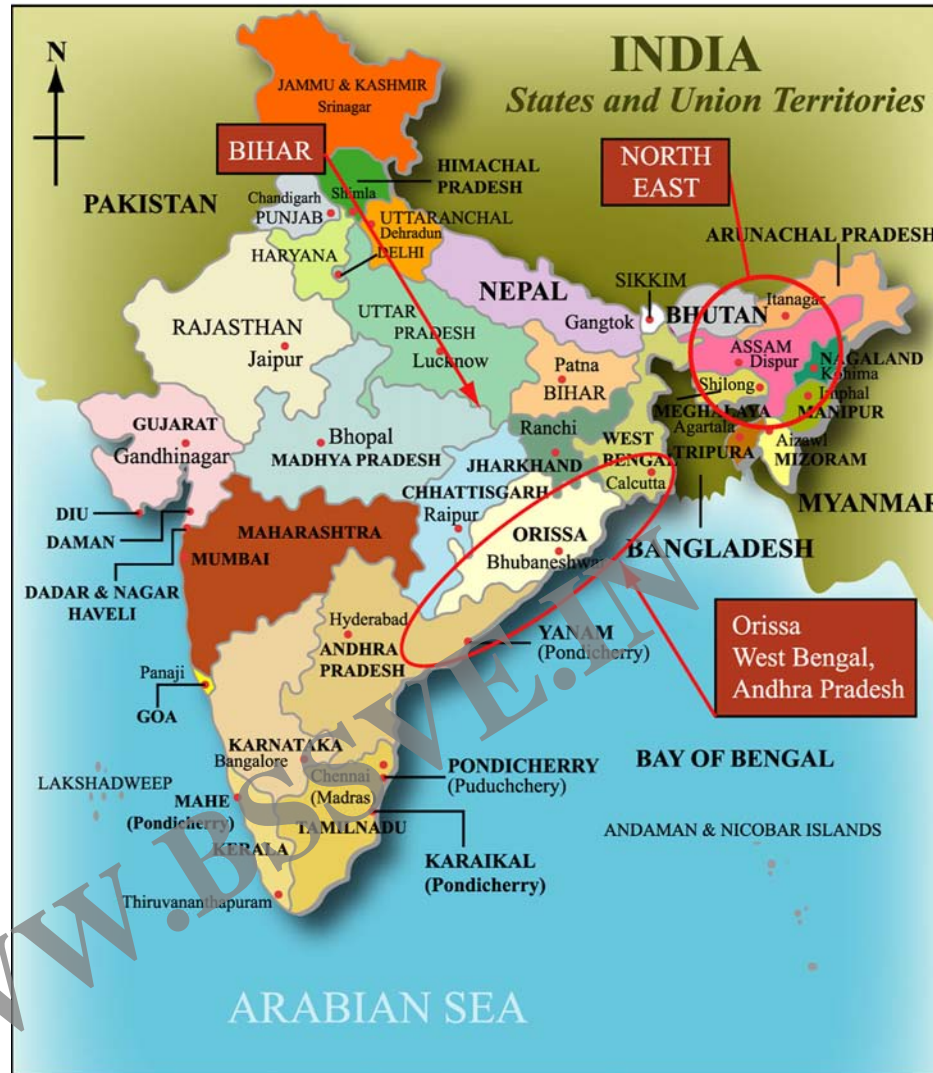 INDIA
States and Union Territories
N
JAMMU & KASHMIR
Srinagar
BIHAR
NORTH
EAST
HIMACHAL
PRADESH
Shimla
Chandigarh
PUNJAB
PAKISTAN
UTTARANCHAL
Dehradun
HARYANA
DELHI
ARUNACHAL PRADESH
SIKKIM
NEPAL
BHUTAN
Itanagar
Gangtok
RAJASTHAN
Jaipur
UTTAR
PRADESH
Lucknow
ASSAM
Dispur
NAGALAND
Kohima
Patna
BIHAR
Shilong
Imphal
MEGHALAYA
MANIPUR
GUJARAT
Gandhinagar
Bhopal
MADHYA PRADESH
Ranchi
JHARKHAND
WEST
BENGAL
Calcutta
Agartala
TRIPURA
Aizawl
MIZORAM
MYANMAR
CHHATTISGARH
Raipur
DIU
DAMAN
DADAR & NAGAR
HAVELI
MAHARASHTRA
MUMBAI
ORISSA
Bhubaneshwar
BANGLADESH
Hyderabad
ANDHRA
PRADESH
YANAM
(Pondicherry)
Orissa
West Bengal,
Andhra Pradesh
Panaji
GOA
KARNATAKA
Bangalore
Chennai
(Madras
PONDICHERRY
(Puduchchery)
BAY OF BENGAL
LAKSHADWEEP
MAHE
(Pondicherry)
TAMILNADU
KERALA
KARAIKAL
(Pondicherry)
ANDAMAN & NICOBAR ISLANDS
Thiruvananthapuram
ARABIAN SEA
WW.BSSVE.IN